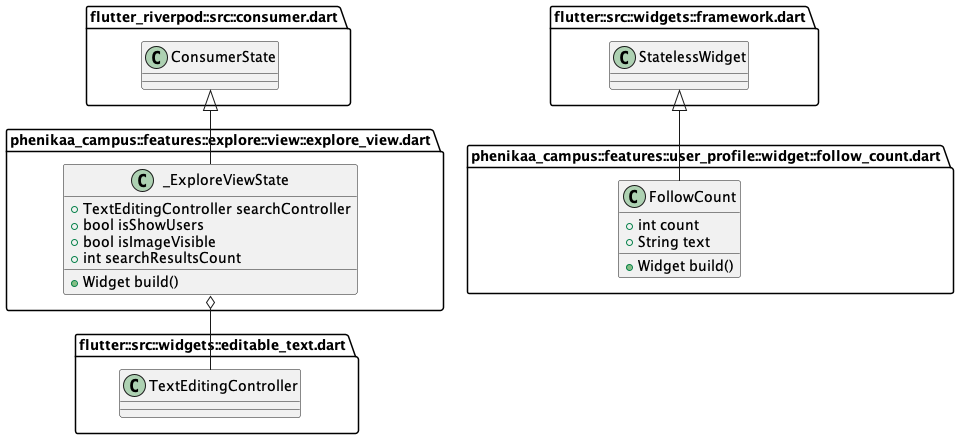 flutter_riverpod::src::consumer.dart
C ConsumerState
phenikaa_campus::features::explore::view::explore_view.dart
C _ExploreViewState
TextEditingController searchController
bool isShowUsers
bool isImageVisible
int searchResultsCount
Widget build()
flutter::src::widgets::editable_text.dart
C TextEditingController
flutter::src::widgets::framework.dart
C StatelessWidget
phenikaa_campus::features::user_profile::widget::follow_count.dart
C FollowCount
int count
String text
Widget build()